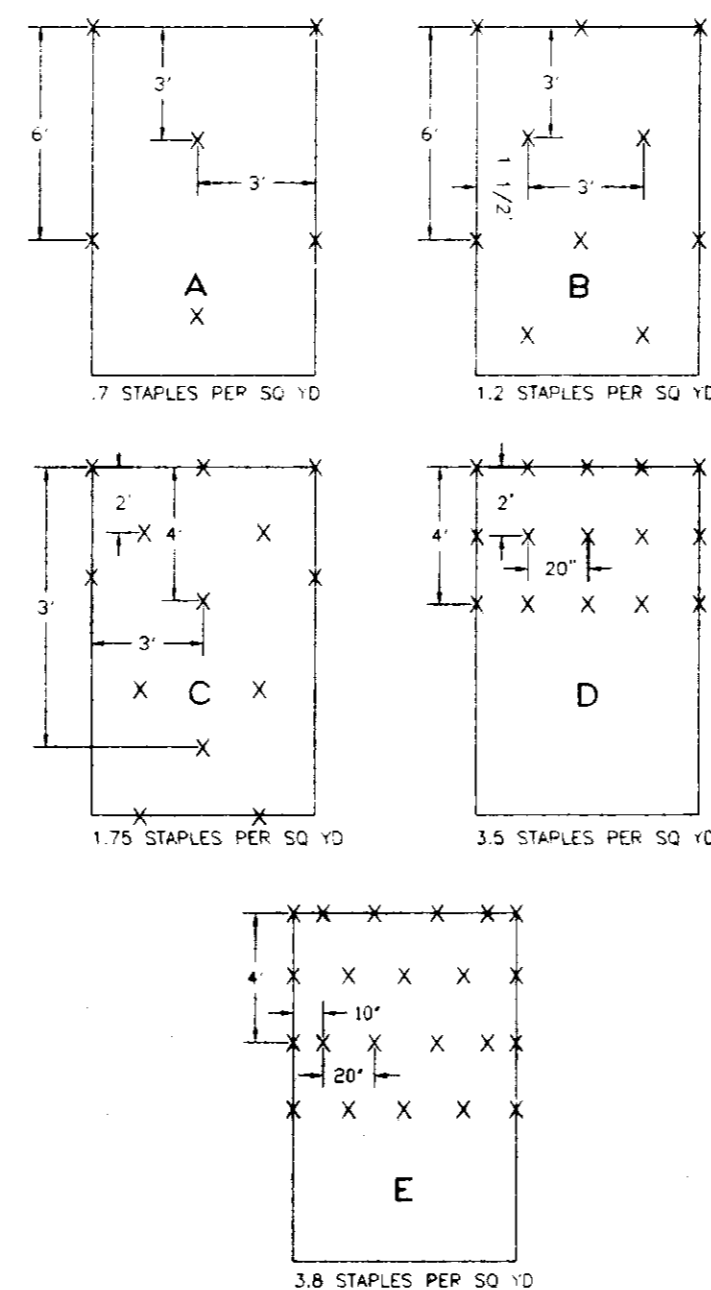 3'
6'
3'
A
.7 STAPLES PER SQ YD
3'
6'
1 1/2'
3'
B
1.2 STAPLES PER SQ YD
2'
4'
3'
3'
C
1.75 STAPLES PER SQ YD
2'
4'
20"
D
3.5 STAPLES PER SQ YD
4'
10"
20"
E
3.8 STAPLES PER SQ YD